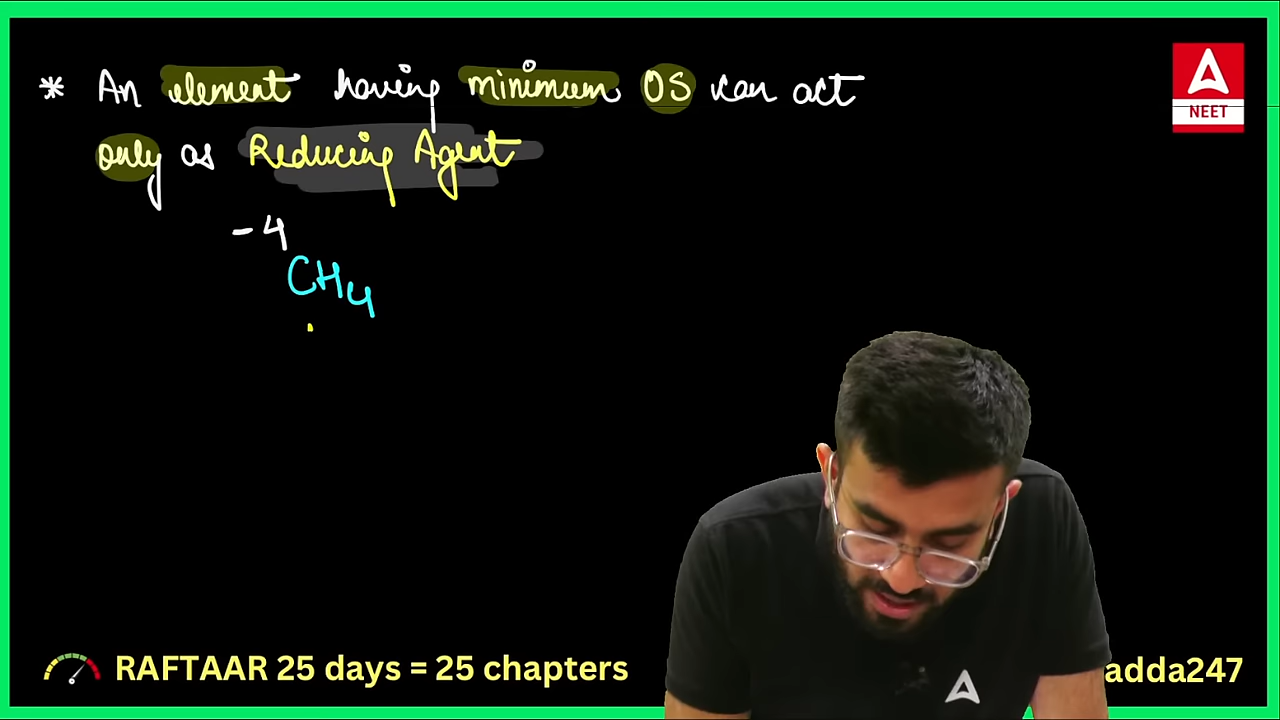 * An element having minimum OS can act
only as Reducing Agent
-4
CH4
NEET
RAFTAAR 25 days = 25 chapters
adda247